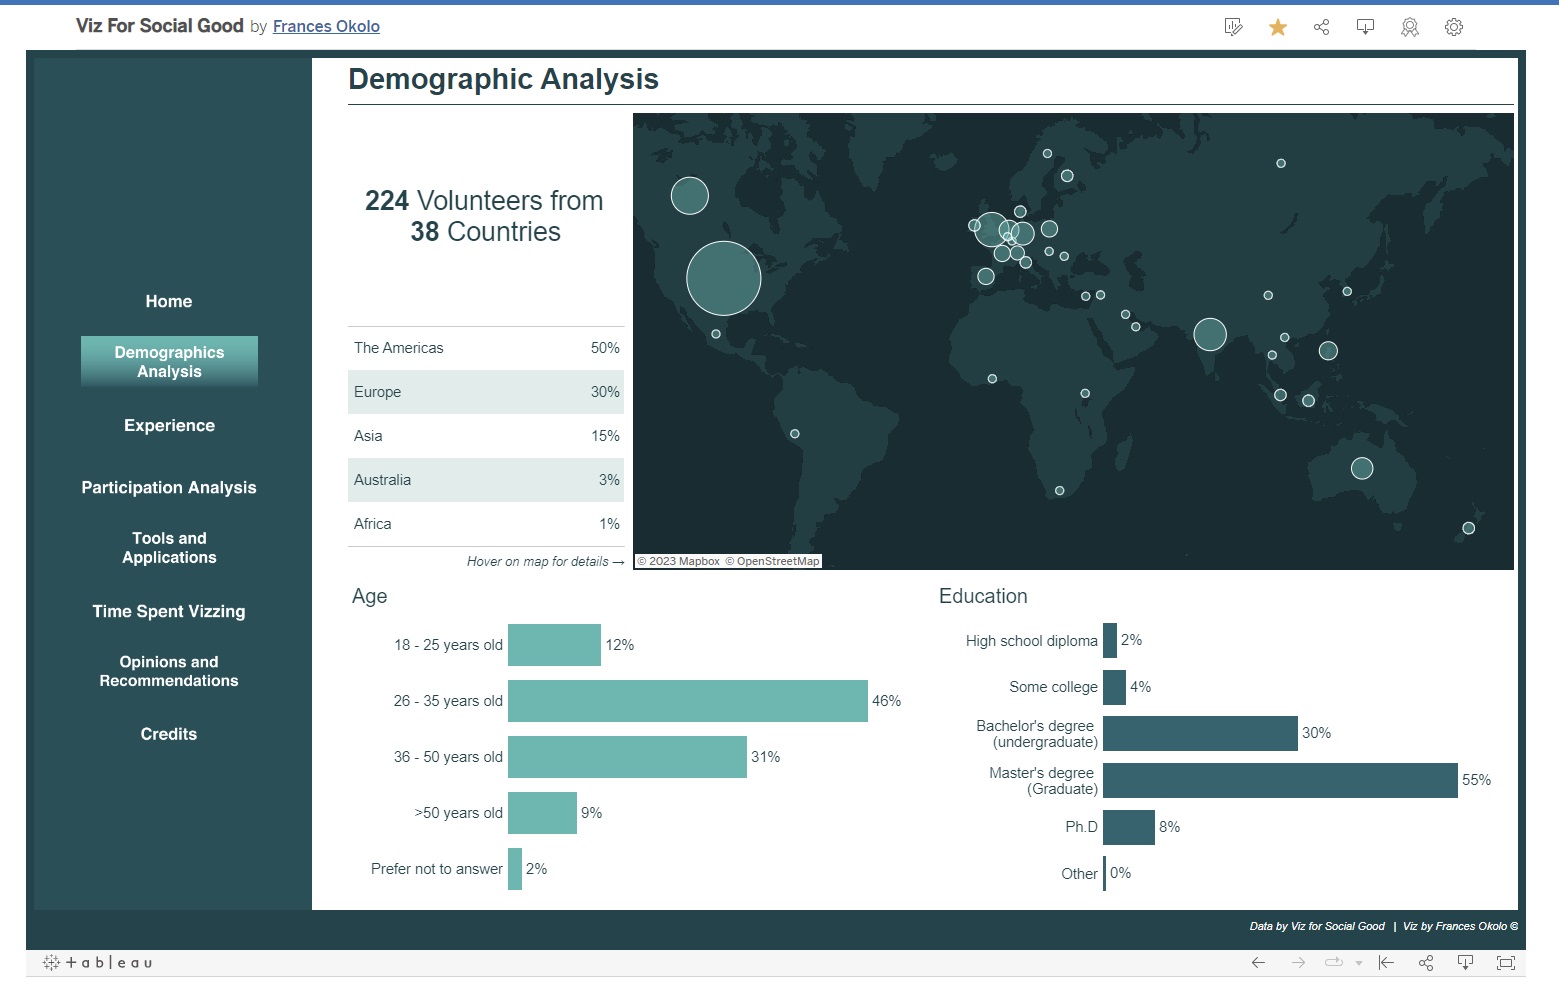 Viz For Social Good by Frances Okolo
Demographic Analysis
224 Volunteers from
38 Countries
Home
Demographics
Analysis
Experience
Participation Analysis
Tools and
Applications
Time Spent Vizzing
Opinions and
Recommendations
Credits
The Americas 50%
Europe 30%
Asia 15%
Australia 3%
Africa 1%
Hover on map for details →
© 2023 Mapbox © OpenStreetMap
Age
18 - 25 years old 12%
26 - 35 years old 46%
36 - 50 years old 31%
>50 years old 9%
Prefer not to answer 2%
Education
High school diploma 2%
Some college 4%
Bachelor's degree
(undergraduate) 30%
Master's degree
(Graduate) 55%
Ph.D 8%
Other 0%
Data by Viz for Social Good | Viz by Frances Okolo ©
+ableau